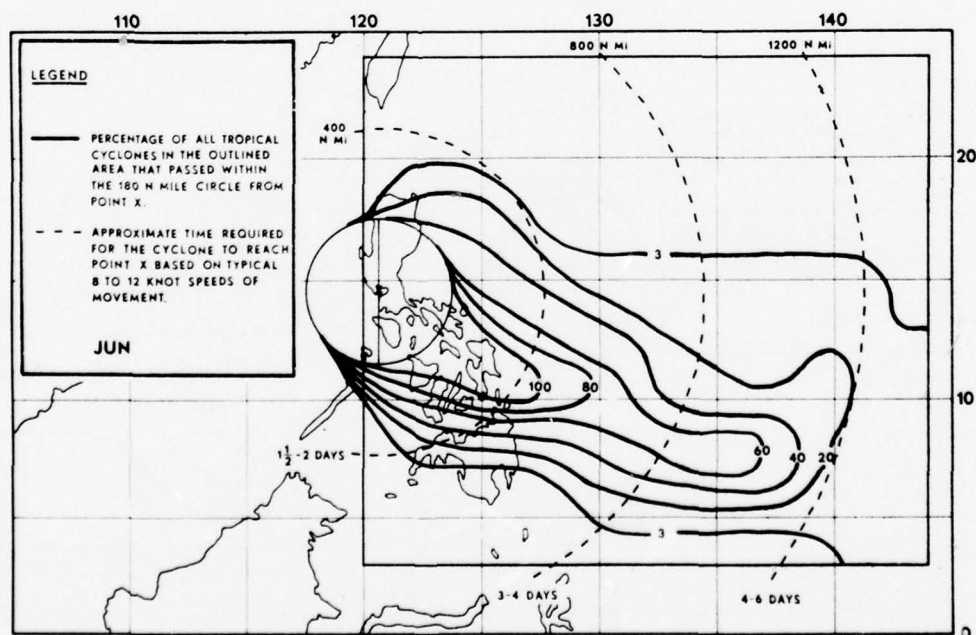 110 120 130 140
LEGEND
PERCENTAGE OF ALL TROPICAL
CYCLONES IN THE OUTLINED
AREA THAT PASSED WITHIN
THE 180 N MILE CIRCLE FROM
POINT X.
APPROXIMATE TIME REQUIRED
FOR THE CYCLONE TO REACH
POINT X BASED ON TYPICAL
8 TO 12 KNOT SPEEDS OF
MOVEMENT.
JUN
800 N MI 1200 N MI
400
N MI
20
3
100 80
10
1½-2 DAYS
60 40 20
3
3-4 DAYS 4-6 DAYS
0